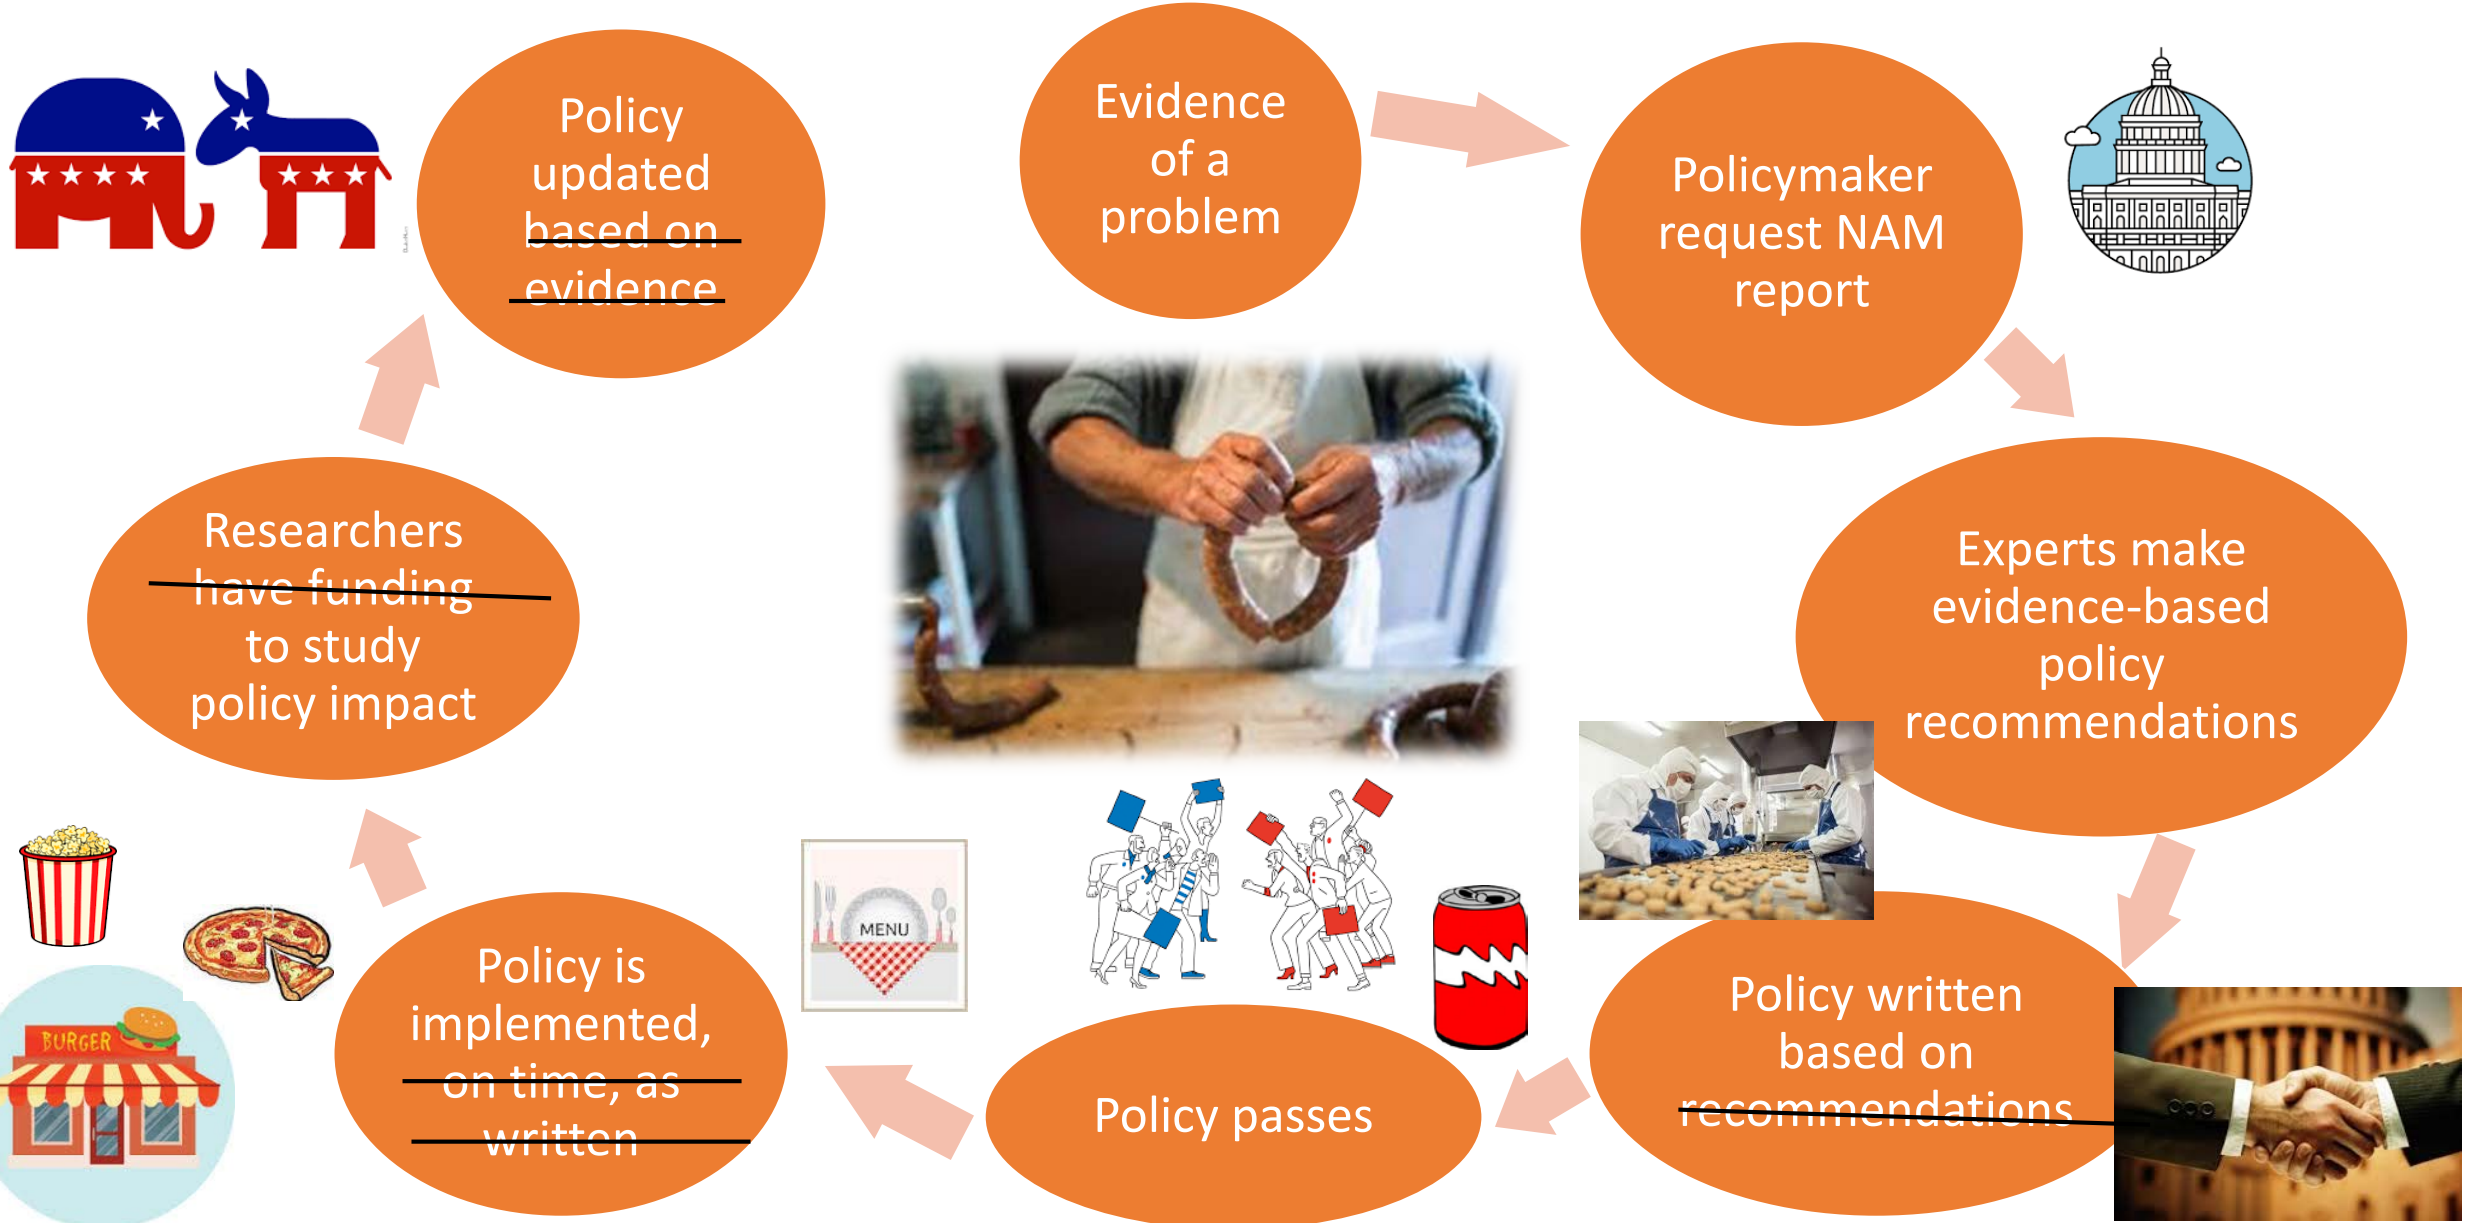 Evidence
of a
problem
Policymaker
request NAM
report
Experts make
evidence-based
policy
recommendations
Policy written
based on
recommendations
Policy passes
MENU
Policy is
implemented,
on time, as
written
BURGER
Researchers
have funding
to study
policy impact
Policy
updated
based on
evidence